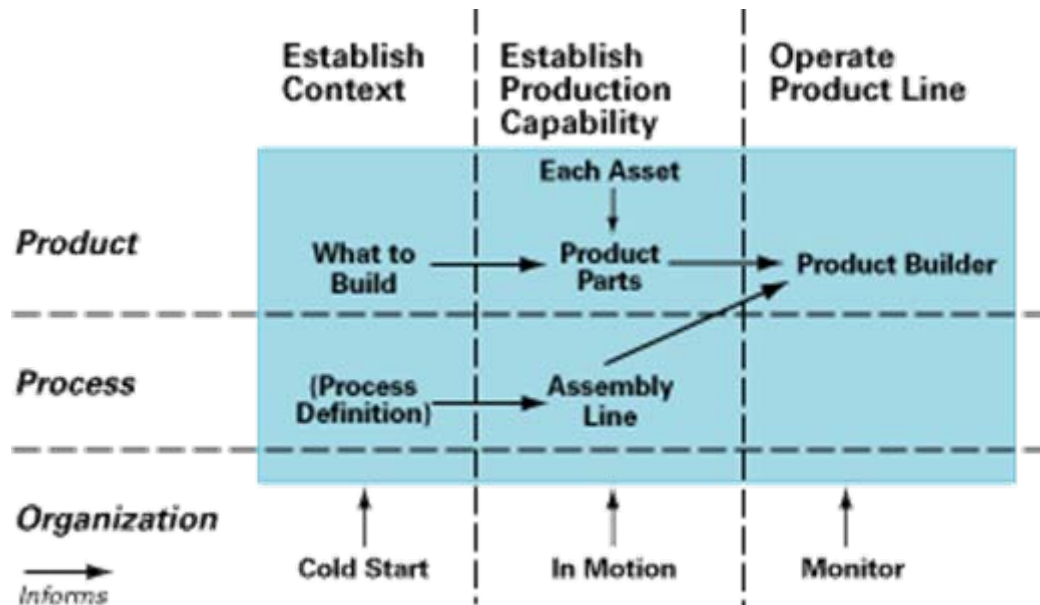 Establish
Context
Establish
Production
Capability
Operate
Product Line
Each Asset
Product
What to
Build
Product
Parts
Product Builder
Process
(Process
Definition)
Assembly
Line
Organization
Cold Start
In Motion
Monitor
Informs